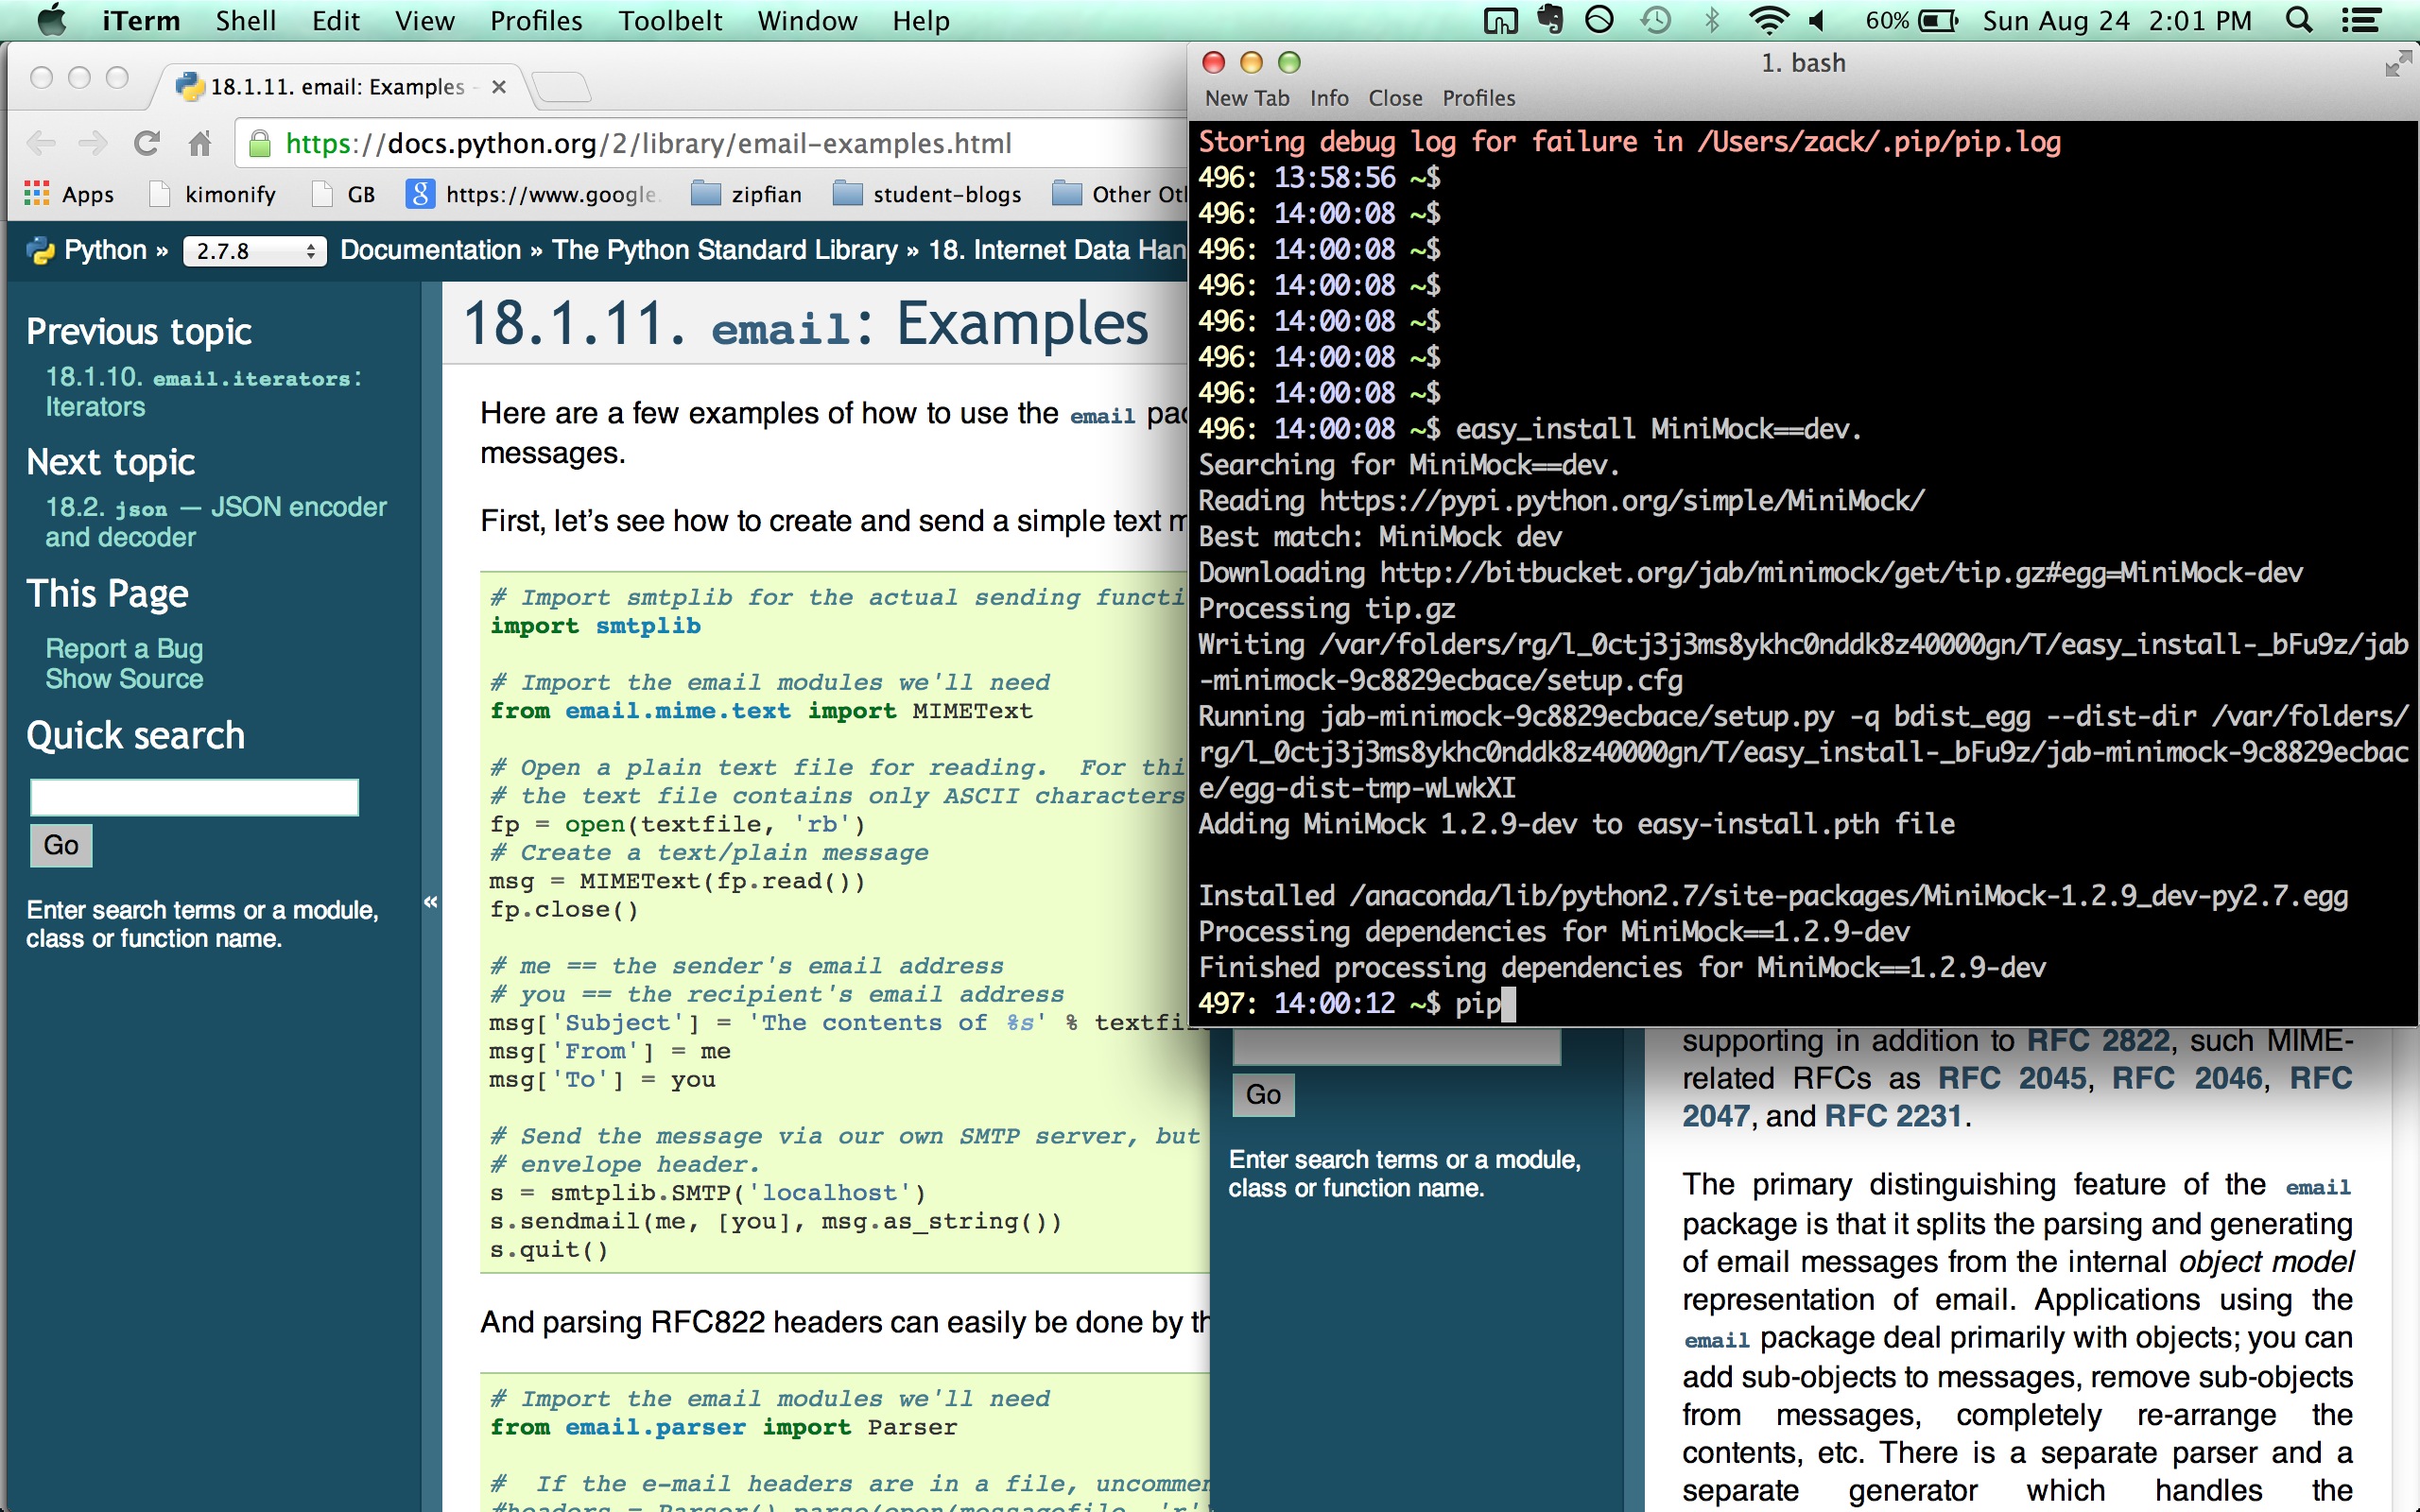 iTerm Shell Edit View Profiles Toolbelt Window Help
60% Sun Aug 24 2:01 PM
18.1.11. email: Examples -
https://docs.python.org/2/library/email-examples.html
Apps kimonify GB https://www.google. zipfian student-blogs Other
Python » 2.7.8 Documentation » The Python Standard Library » 18. Internet Data
Previous topic
18.1.10. email.iterators:
Iterators
Next topic
18.2. json — JSON encoder
and decoder
This Page
Report a Bug
Show Source
Quick search
Go
Enter search terms or a module,
class or function name.
«
18.1.11. email: Examples
Here are a few examples of how to use the email
messages.
First, let’s see how to create and send a simple text
# Import smtplib for the actual sending
import smtplib
# Import the email modules we'll need
from email.mime.text import MIMEText
# Open a plain text file for reading.  For
# the text file contains only ASCII characters
fp = open(textfile, 'rb')
# Create a text/plain message
msg = MIMEText(fp.read())
fp.close()
# me == the sender's email address
# you == the recipient's email address
msg['Subject'] = 'The contents of %s' %
msg['From'] = me
msg['To'] = you
# Send the message via our own SMTP server, but
# envelope header.
s = smtplib.SMTP('localhost')
s.sendmail(me, [you], msg.as_string())
s.quit()
And parsing RFC822 headers can easily be done by
# Import the email modules we'll need
from email.parser import Parser
#  If the e-mail headers are in a file,
#headers = Parser().parse(open(messagefile, 'r')
1. bash
New Tab Info Close Profiles
Storing debug log for failure in /Users/zack/.pip/pip.log
496: 13:58:56 ~$
496: 14:00:08 ~$
496: 14:00:08 ~$
496: 14:00:08 ~$
496: 14:00:08 ~$
496: 14:00:08 ~$
496: 14:00:08 ~$
496: 14:00:08 ~$ easy_install MiniMock==dev.
Searching for MiniMock==dev.
Reading https://pypi.python.org/simple/MiniMock/
Best match: MiniMock dev
Downloading http://bitbucket.org/jab/minimock/get/tip.gz#egg=MiniMock-dev
Processing tip.gz
Writing /var/folders/rg/l_0ctj3j3ms8ykhc0nddk8z40000gn/T/easy_install-_bFu9z/jab
-minimock-9c8829ecbace/setup.cfg
Running jab-minimock-9c8829ecbace/setup.py -q bdist_egg --dist-dir /var/folders/
rg/l_0ctj3j3ms8ykhc0nddk8z40000gn/T/easy_install-_bFu9z/jab-minimock-9c8829ecbac
e/egg-dist-tmp-wLwkXI
Adding MiniMock 1.2.9-dev to easy-install.pth file
Installed /anaconda/lib/python2.7/site-packages/MiniMock-1.2.9_dev-py2.7.egg
Processing dependencies for MiniMock==1.2.9-dev
Finished processing dependencies for MiniMock==1.2.9-dev
497: 14:00:12 ~$ pip
Go
Enter search terms or a module,
class or function name.
supporting in addition to RFC 2822, such MIME-
related RFCs as RFC 2045, RFC 2046, RFC
2047, and RFC 2231.
The primary distinguishing feature of the email
package is that it splits the parsing and generating
of email messages from the internal object model
representation of email. Applications using the
email package deal primarily with objects; you can
add sub-objects to messages, remove sub-objects
from messages, completely re-arrange the
contents, etc. There is a separate parser and a
separate generator which handles the